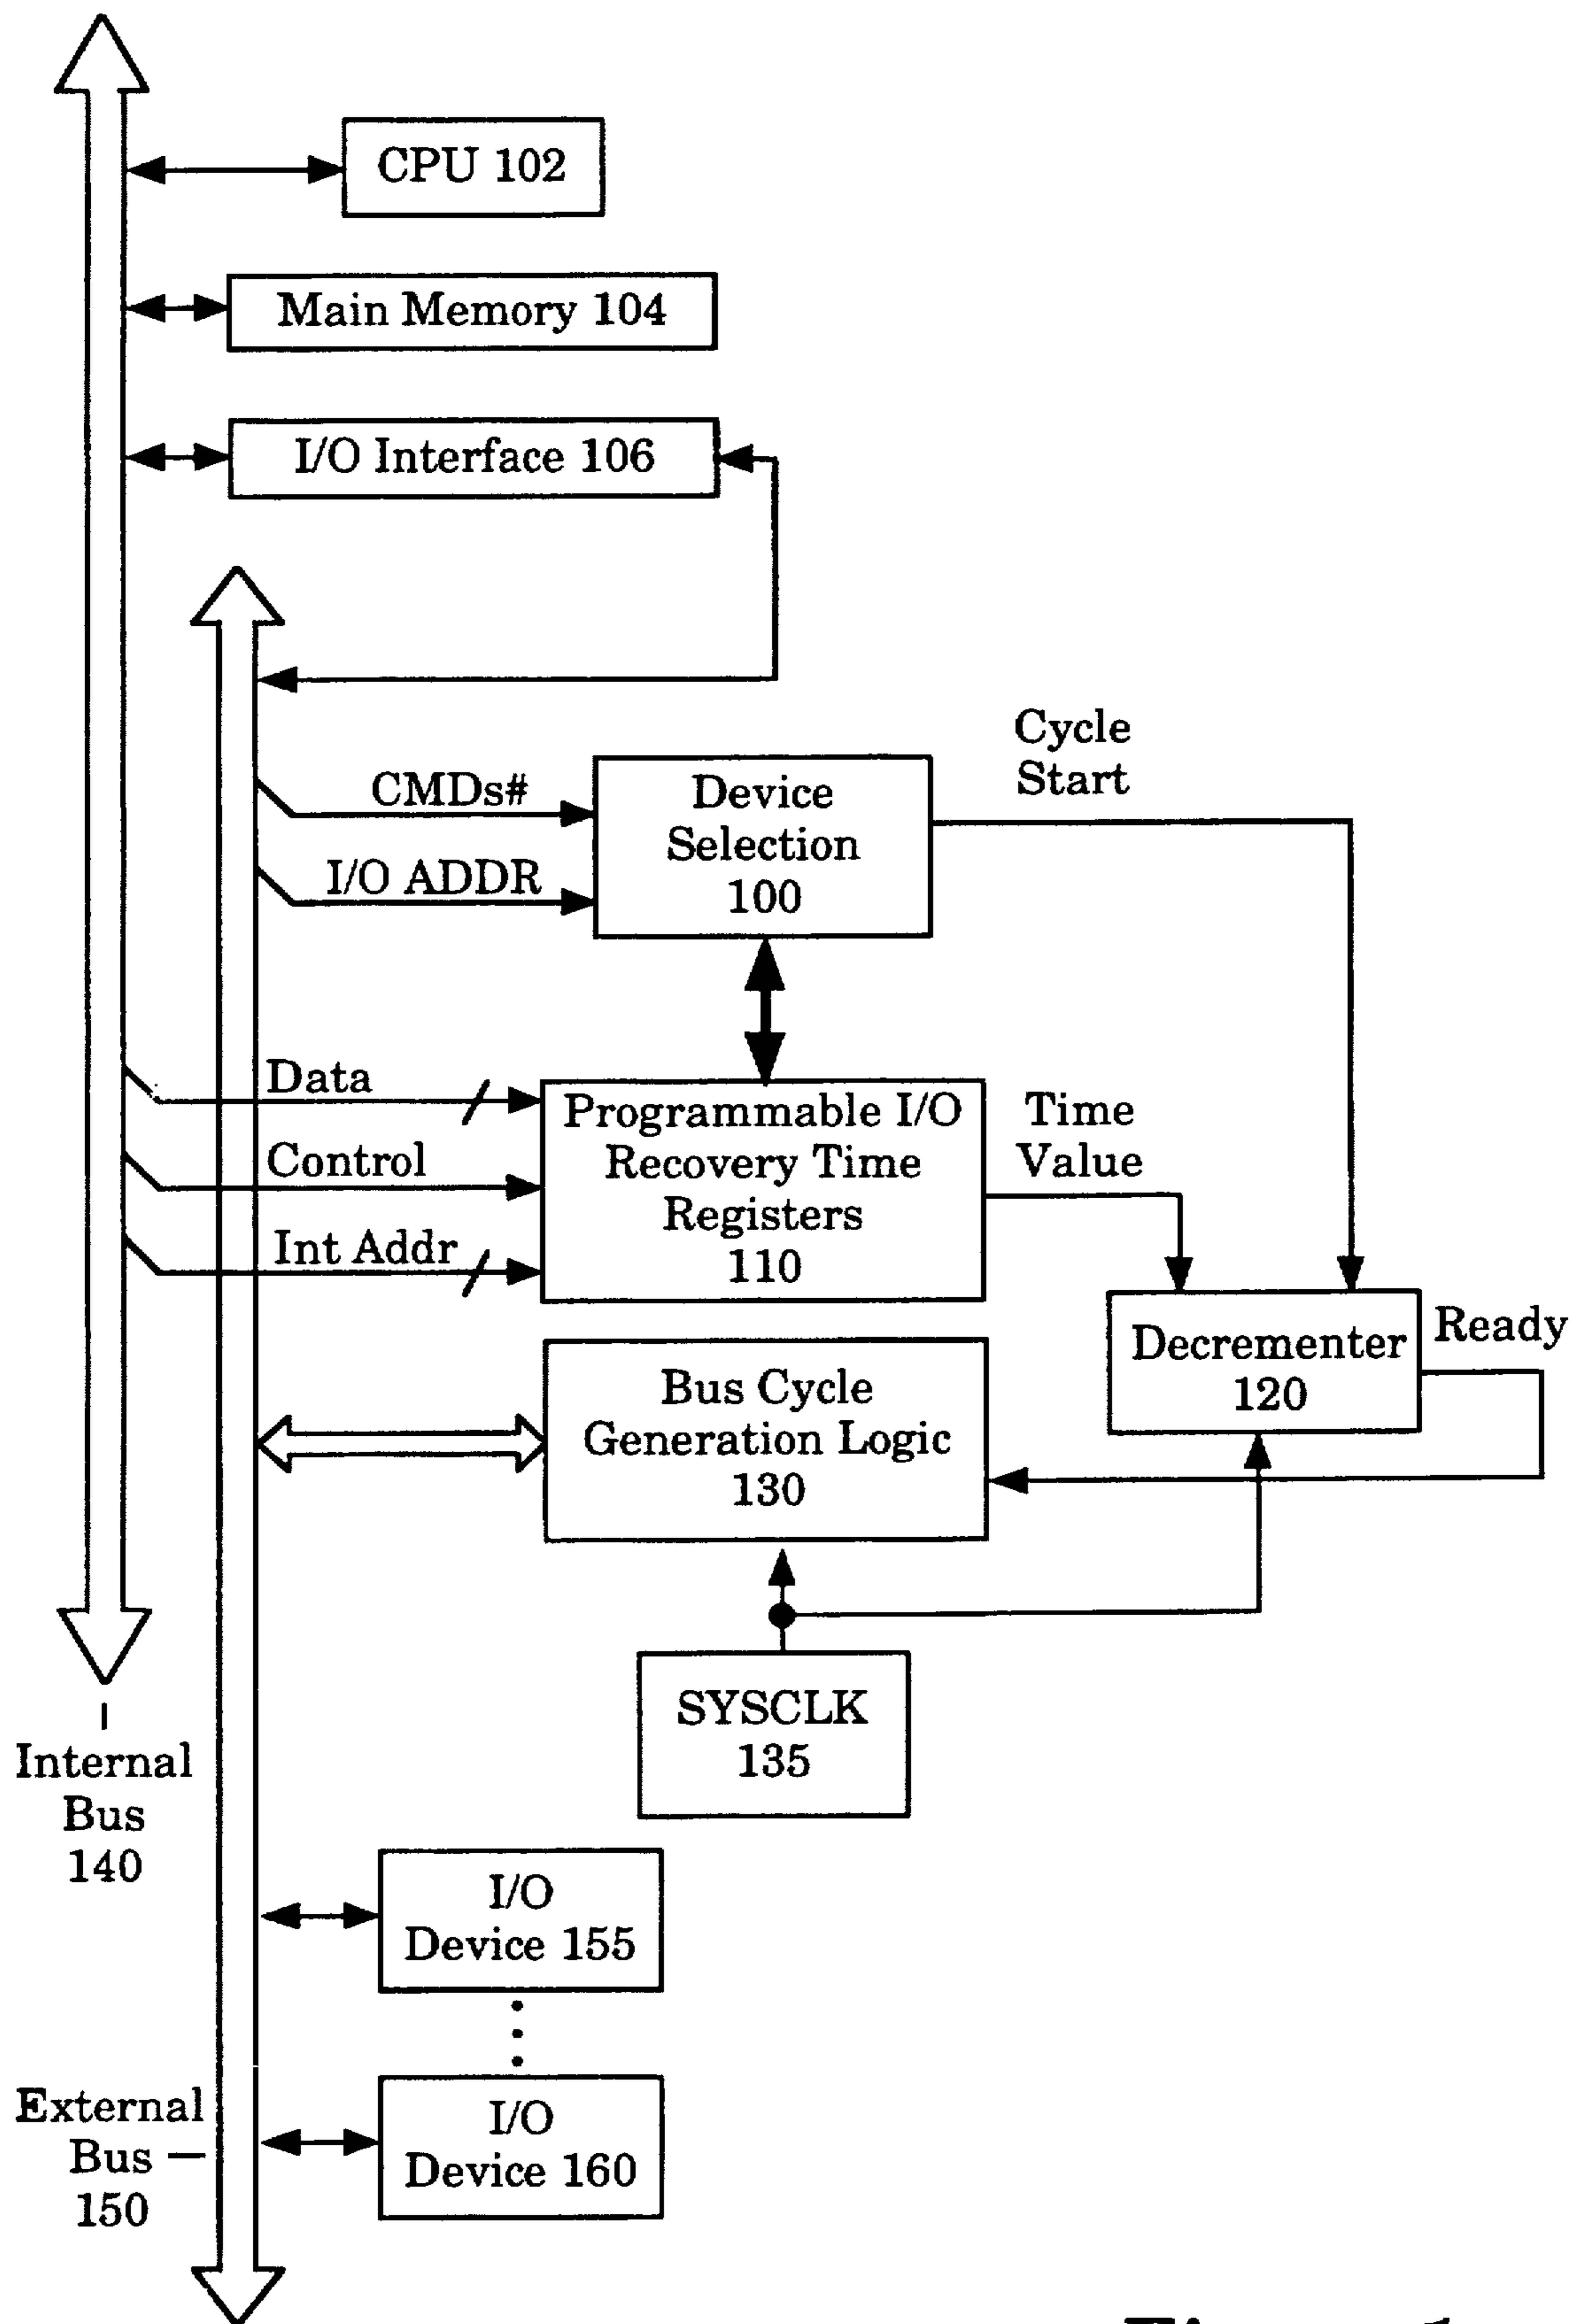 CPU 102
Main Memory 104
I/O Interface 106
Cycle
Start
CMDs#
Device
Selection
100
I/O ADDR
Data
Control
Int Addr
Programmable I/O
Recovery Time
Registers
110
Time
Value
Decrementer
120
Ready
Bus Cycle
Generation Logic
130
SYSCLK
135
Internal
Bus
140
I/O
Device 155
External
Bus
150
I/O
Device 160